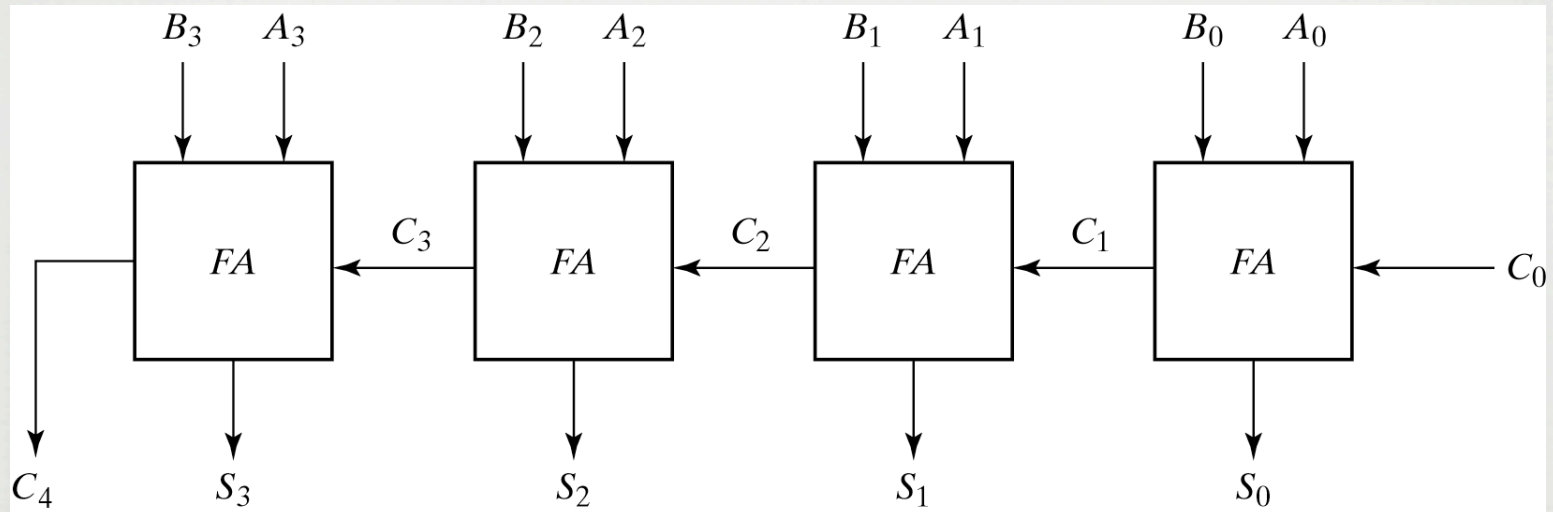 B₃ A₃ B₂ A₂ B₁ A₁ B₀ A₀
C₃ C₂ C₁
FA FA FA FA C₀
C₄ S₃ S₂ S₁ S₀